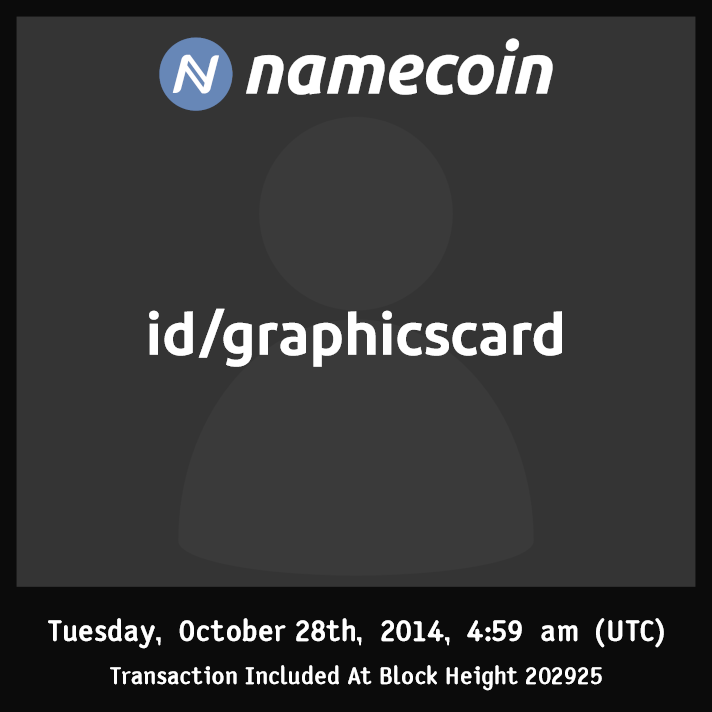 namecoin
id/graphicscard
Tuesday, October 28th, 2014, 4:59 am (UTC)
Transaction Included At Block Height 202925